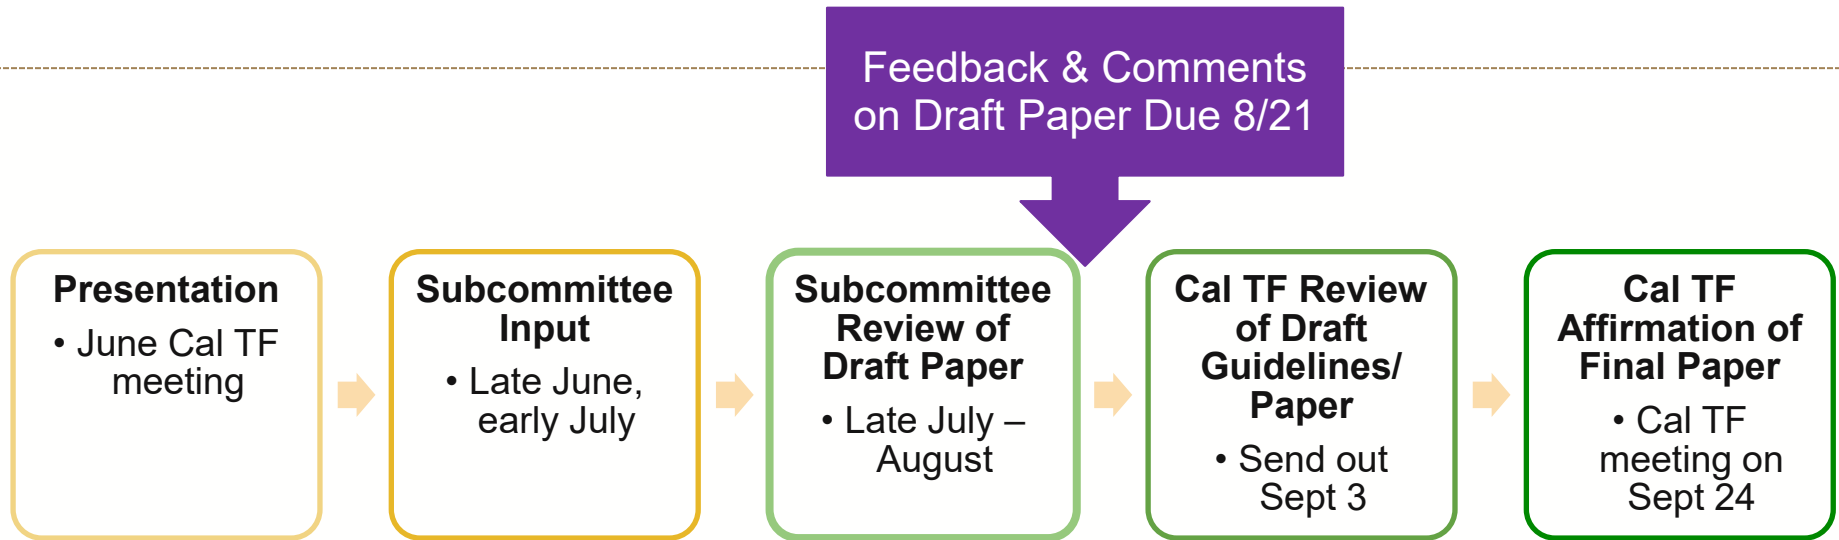 Feedback & Comments
on Draft Paper Due 8/21
Presentation
• June Cal TF
meeting
Subcommittee
Input
• Late June,
early July
Subcommittee
Review of
Draft Paper
• Late July –
August
Cal TF Review
of Draft
Guidelines/
Paper
• Send out
Sept 3
Cal TF
Affirmation of
Final Paper
• Cal TF
meeting on
Sept 24